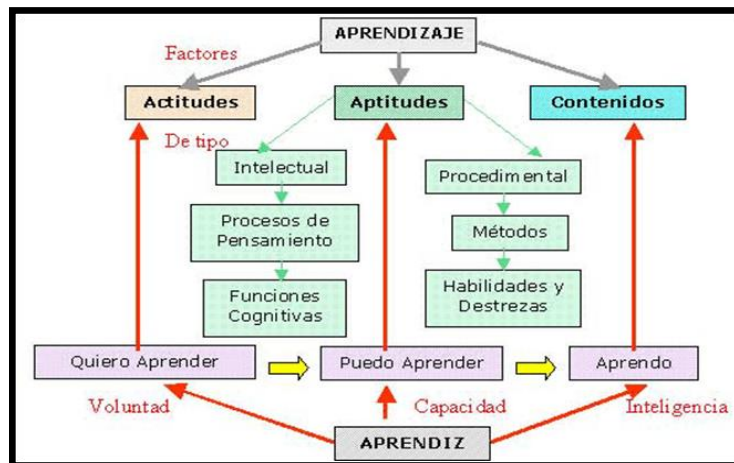 APRENDIZAJE
Factores
Actitudes
Aptitudes
Contenidos
De tipo
Intelectual
Procedimental
Procesos de
Pensamiento
Métodos
Funciones
Cognitivas
Habilidades y
Destrezas
Quiero Aprender
Puedo Aprender
Aprendo
Voluntad
Capacidad
Inteligencia
APRENDIZ